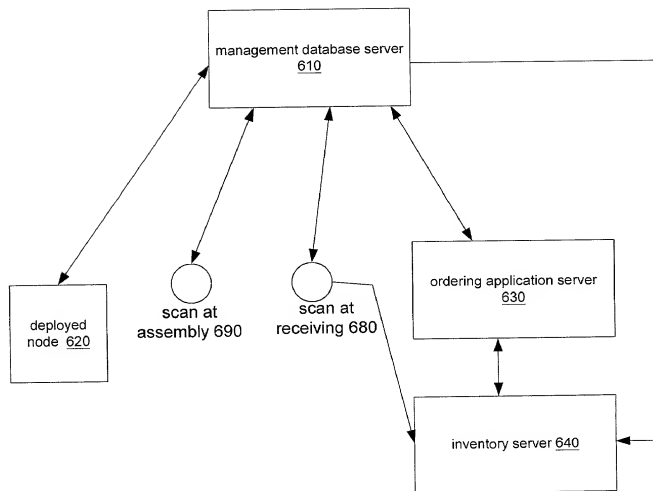 management database server
610
ordering application server
630
scan at
assembly 690
scan at
receiving 680
deployed
node 620
inventory server 640